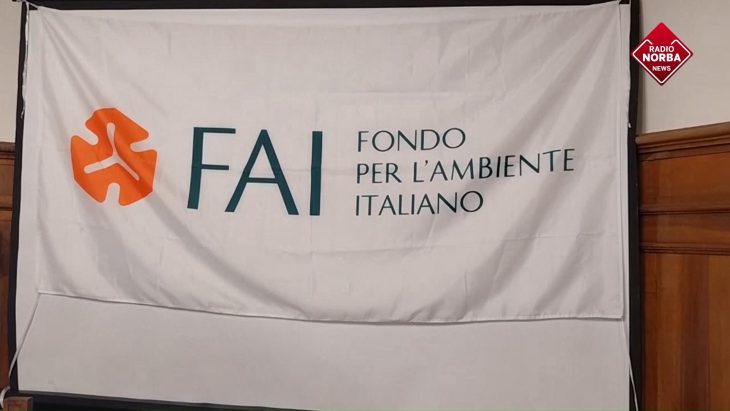 FAI
FONDO
PER L'AMBIENTE
ITALIANO
RADIO
NORBA
NEWS